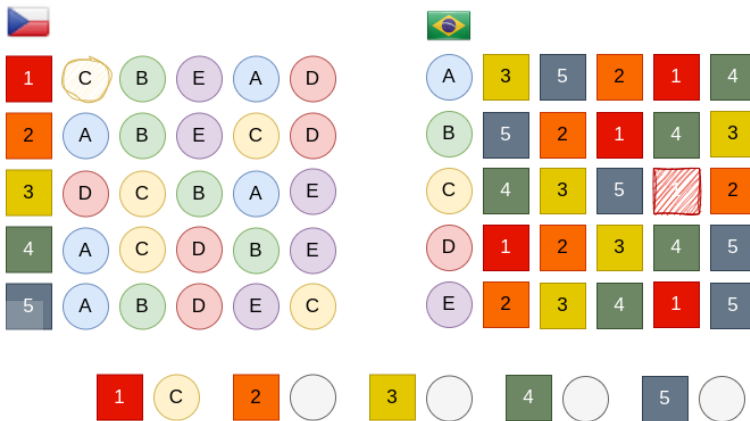 1 C B E A D A 3 5 2 1 4
2 A B E C D B 5 2 1 4 3
3 D C B A E C 4 3 5 1 2
4 A C D B E D 1 2 3 4 5
5 A B D E C E 2 3 4 1 5
1 C 2 3 4 5